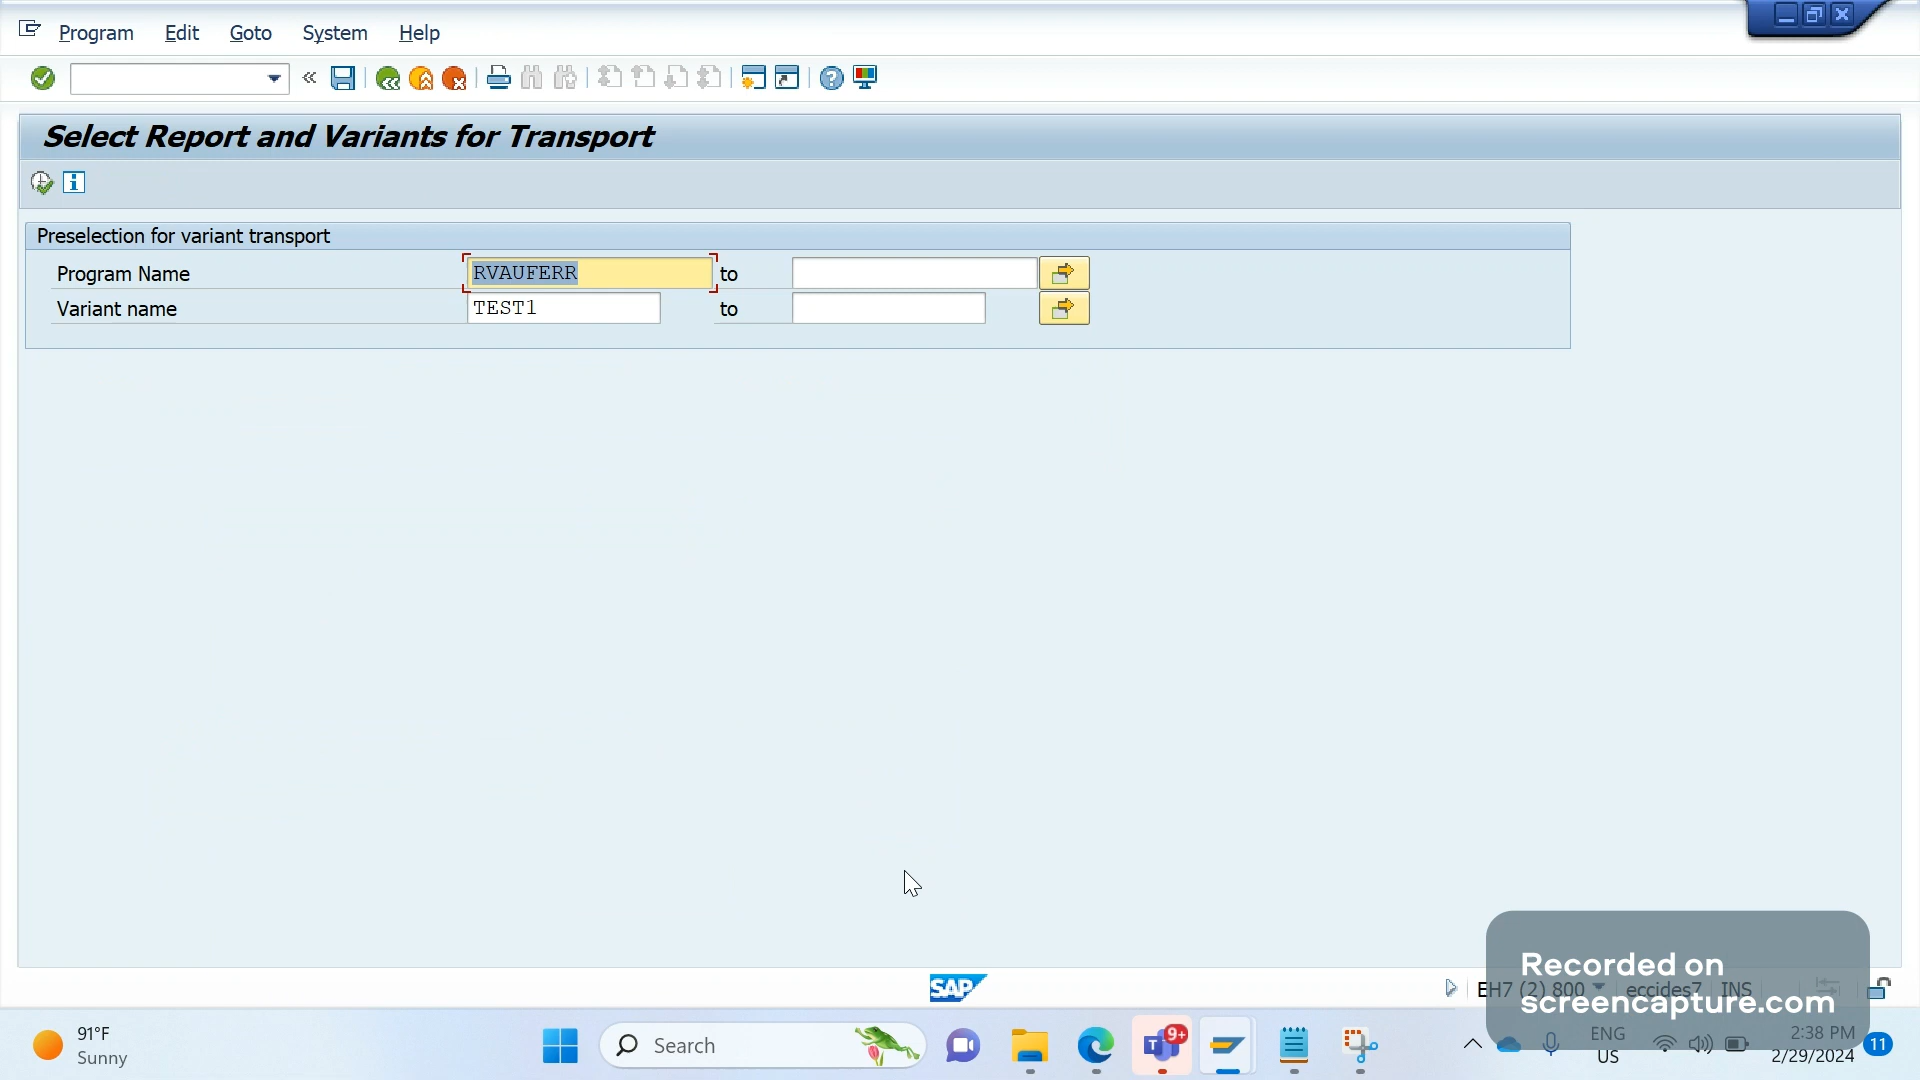 Program Edit Goto System Help
«
Select Report and Variants for Transport
Preselection for variant transport
Program Name RVAUFERR to
Variant name TEST1 to
SAP
EH7 (2) 800 eccides7 INS
Recorded on
screencapture.com
91°F
Sunny
Search
T 9+
ENG
US
2:38 PM
2/29/2024
11